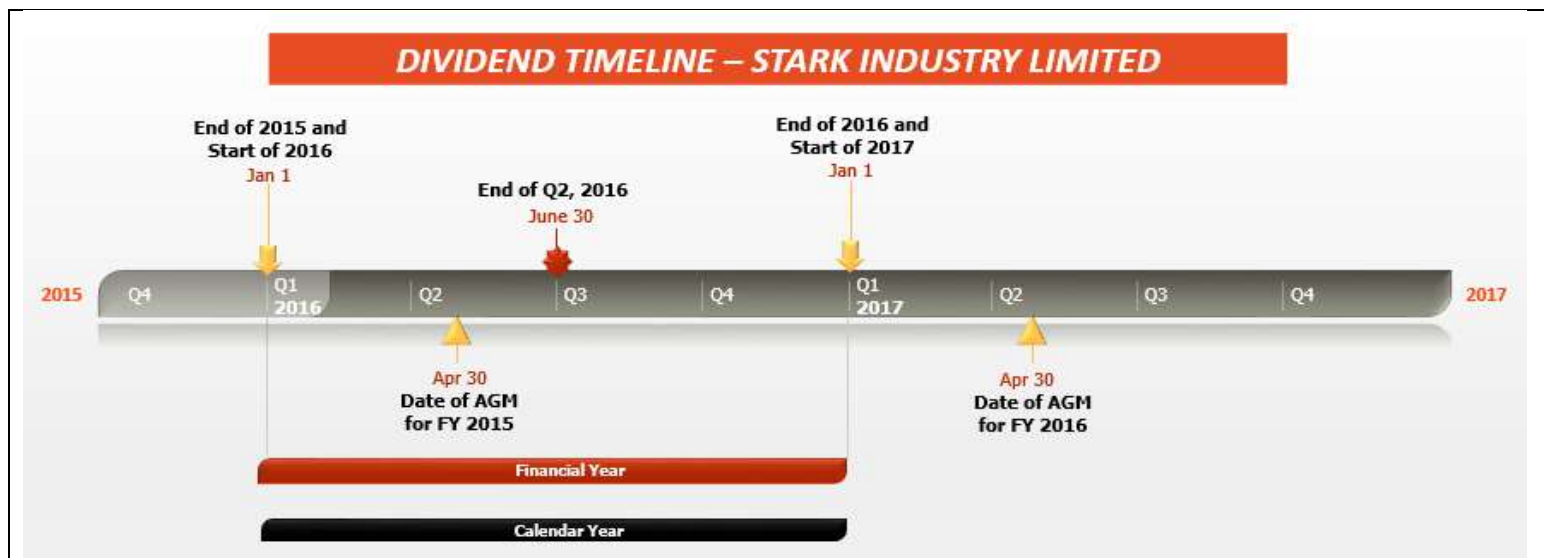 DIVIDEND TIMELINE – STARK INDUSTRY LIMITED
End of 2015 and
Start of 2016
Jan 1
End of Q2, 2016
June 30
End of 2016 and
Start of 2017
Jan 1
2015
Q4
Q1
2016
Q2
Q3
Q4
Q1
2017
Q2
Q3
Q4
2017
Apr 30
Date of AGM
for FY 2015
Apr 30
Date of AGM
for FY 2016
Financial Year
Calendar Year